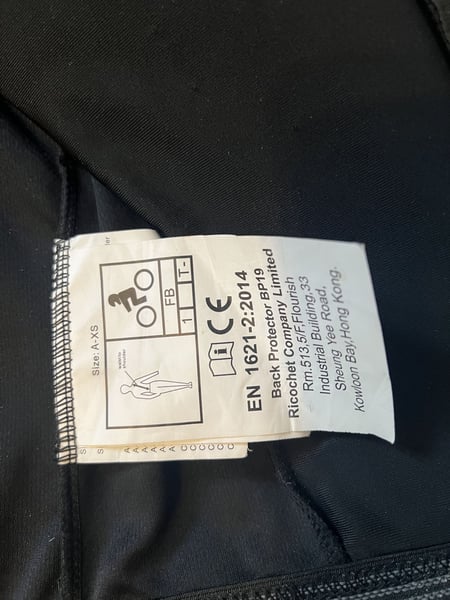 Size: A-XS
FB
1 T-
CE
EN 1621-2:2014
Back Protector BP19
Ricochet Company Limited
Rm.513,5/F,Flourish
Industrial Building,33
Sheung Yee Road,
Kowloon Bay,Hong Kong.